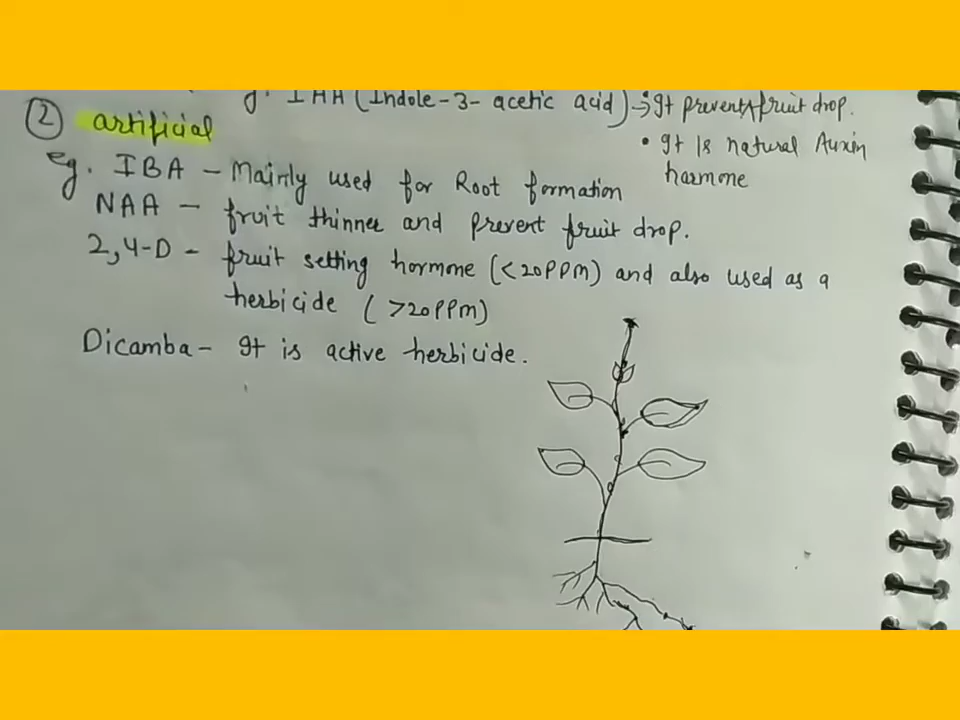 g. IAA (Indole-3- acetic acid) → It prevent fruit drop.
② artificial
• It is natural Auxin
harmone
eg. IBA - Mainly used for Root formation
NAA - fruit thinner and prevent fruit drop.
2,4-D - fruit setting hormone (<20PPM) and also used as a
herbicide ( >20PPM)
Dicamba - It is active herbicide.